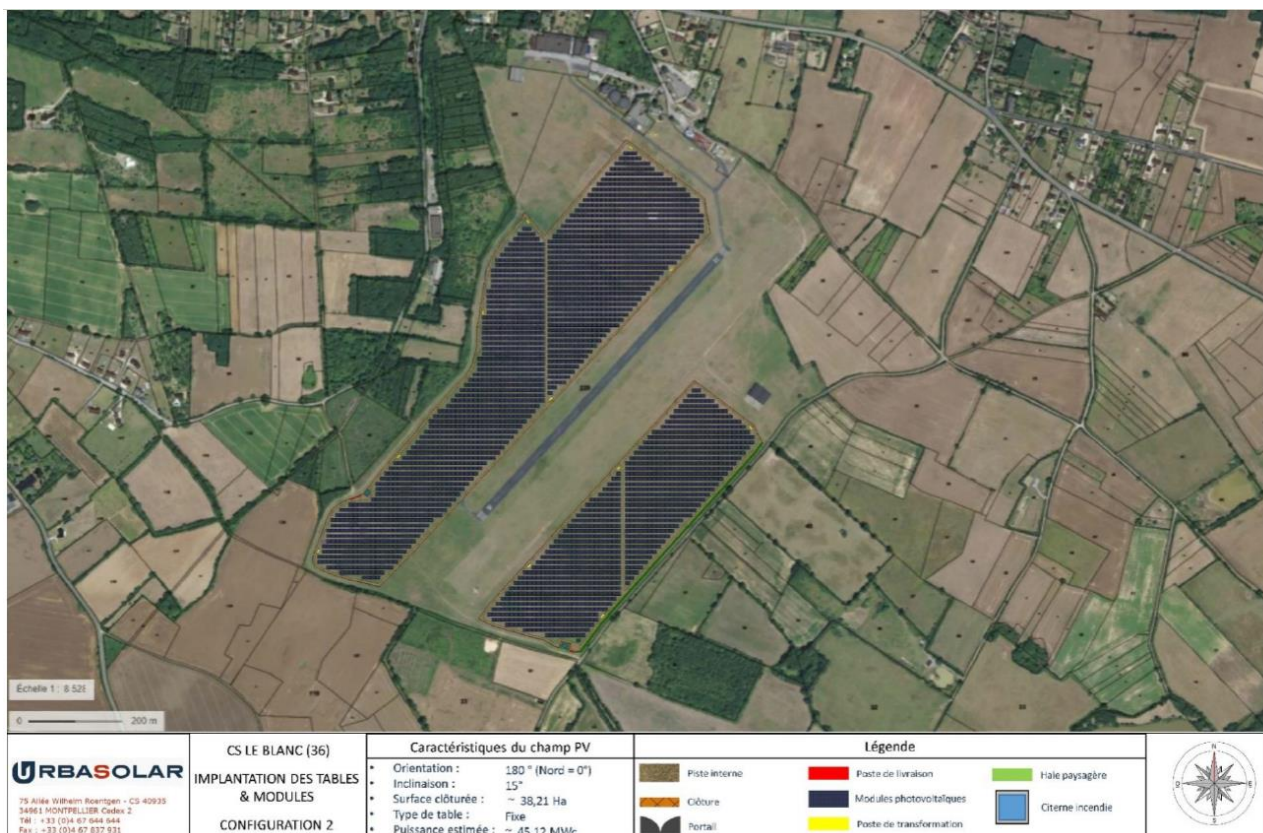 Échelle 1 : 8 528
0 200 m
URBASOLAR
75 Allée Wilhelm Roentgen - CS 40935
34961 MONTPELLIER Cedex 2
Tél : +33 (0)4 67 644 644
Fax : +33 (0)4 67 837 931
CS LE BLANC (36)
IMPLANTATION DES TABLES
& MODULES
CONFIGURATION 2
Caractéristiques du champ PV
• Orientation : 180 ° (Nord = 0°)
• Inclinaison : 15°
• Surface clôturée : ~ 38,21 Ha
• Type de table : Fixe
• Puissance estimée : ~ 45,12 MWc
Légende
Piste interne
Clôture
Portail
Poste de livraison
Modules photovoltaïques
Poste de transformation
Haie paysagère
Citerne incendie
N
O E
S